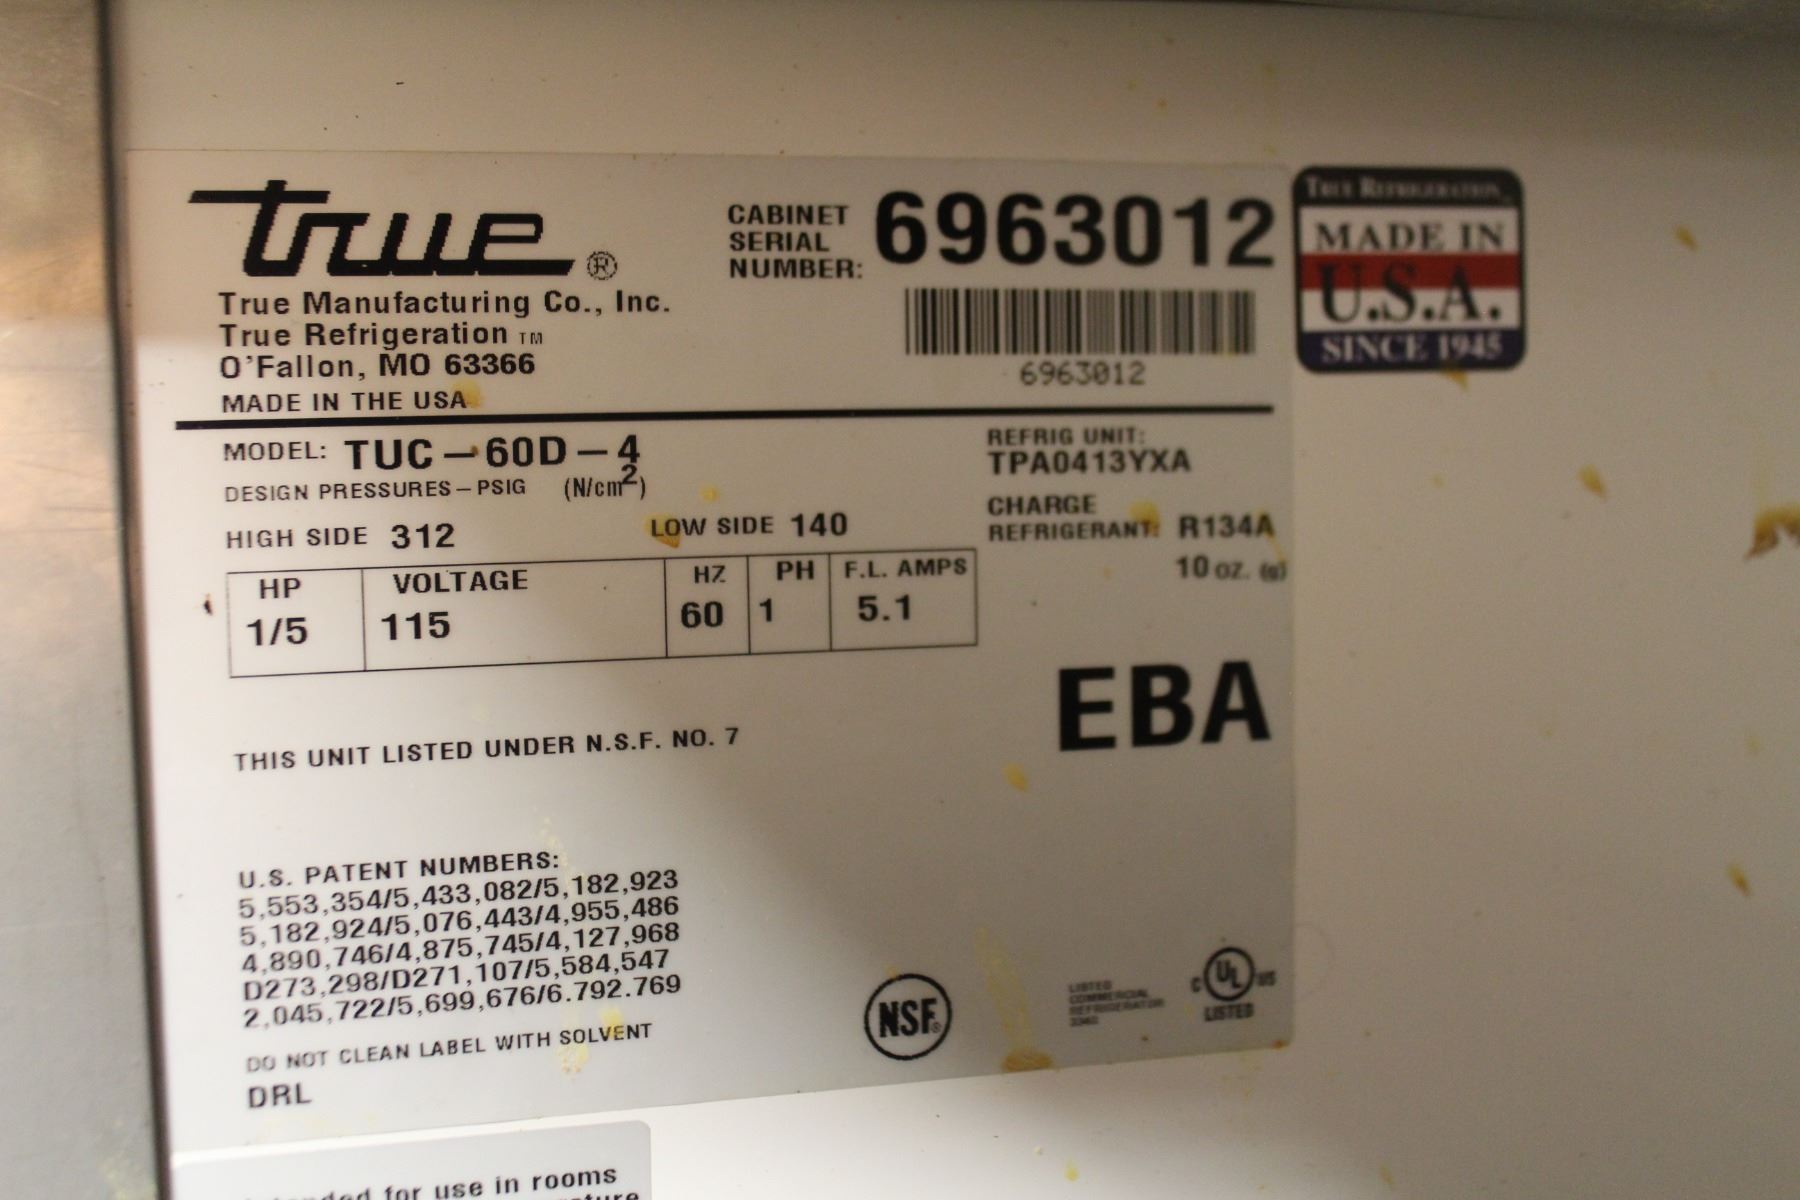 true ®
True Manufacturing Co., Inc.
True Refrigeration TM
O'Fallon, MO 63366
MADE IN THE USA
CABINET
SERIAL
NUMBER: 6963012
6963012
TRUE REFRIGERATION
MADE IN
U.S.A.
SINCE 1945
MODEL: TUC-60D-4
DESIGN PRESSURES-PSIG (N/cm²)
HIGH SIDE 312 LOW SIDE 140
REFRIG UNIT:
TPA0413YXA
CHARGE
REFRIGERANT: R134A
10 oz. (g)
HP VOLTAGE HZ PH F.L. AMPS
1/5 115 60 1 5.1
EBA
THIS UNIT LISTED UNDER N.S.F. NO. 7
U.S. PATENT NUMBERS:
5,553,354/5,433,082/5,182,923
5,182,924/5,076,443/4,955,486
4,890,746/4,875,745/4,127,968
D273,298/D271,107/5,584,547
2,045,722/5,699,676/6.792.769
DO NOT CLEAN LABEL WITH SOLVENT
DRL
NSF®
LISTED
COMMERCIAL
REFRIGERATOR
C UL US
LISTED
for use in rooms